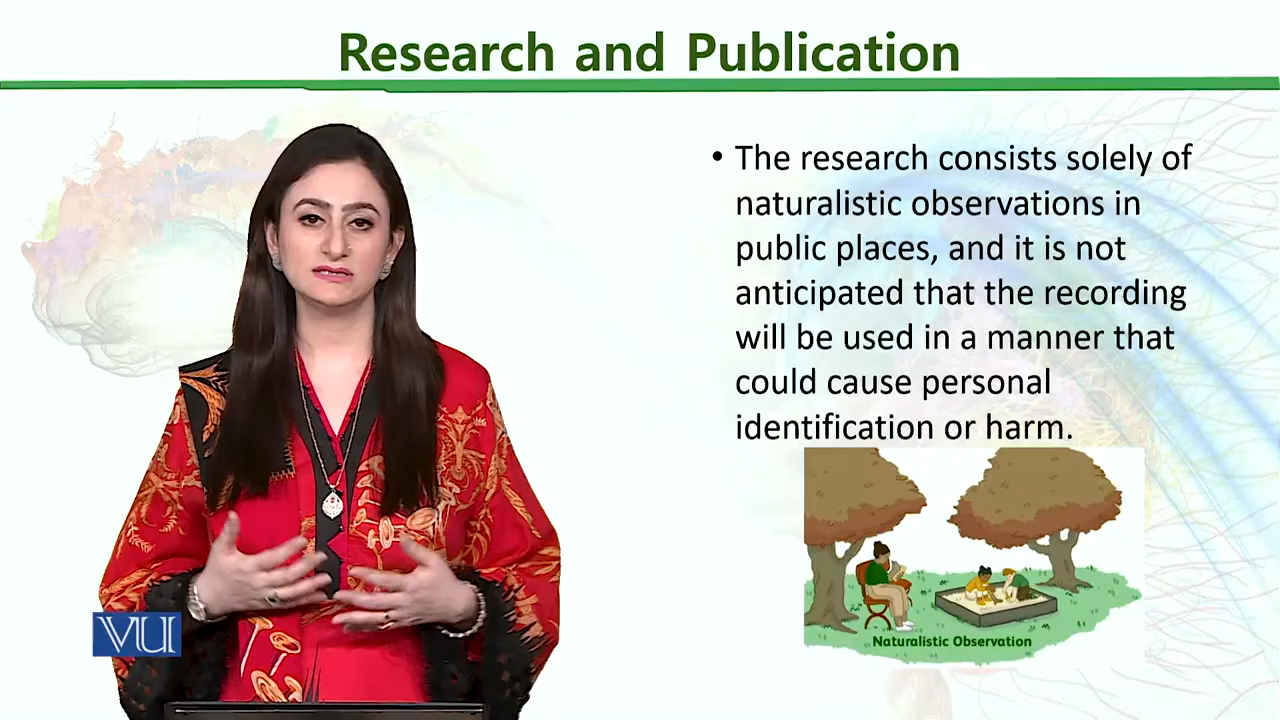 Research and Publication
• The research consists solely of
naturalistic observations in
public places, and it is not
anticipated that the recording
will be used in a manner that
could cause personal
identification or harm.
Naturalistic Observation
VU